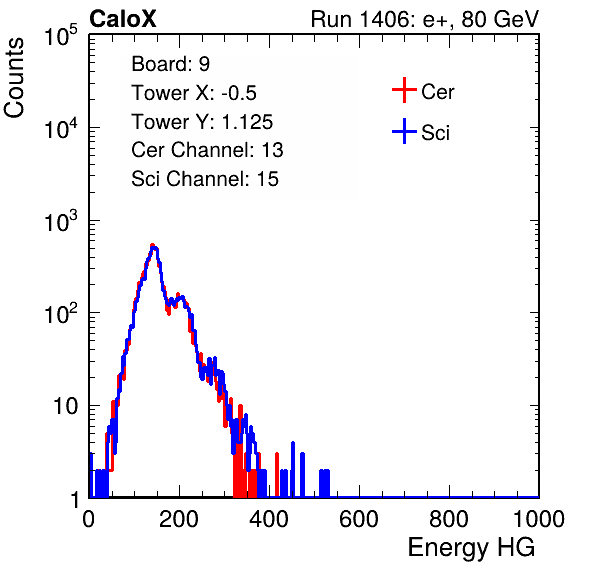 CaloX Run 1406: e+, 80 GeV
Counts
Board: 9
Tower X: -0.5
Tower Y: 1.125
Cer Channel: 13
Sci Channel: 15
Cer
Sci
10^5
10^4
10^3
10^2
10
1
0 200 400 600 800 1000
Energy HG